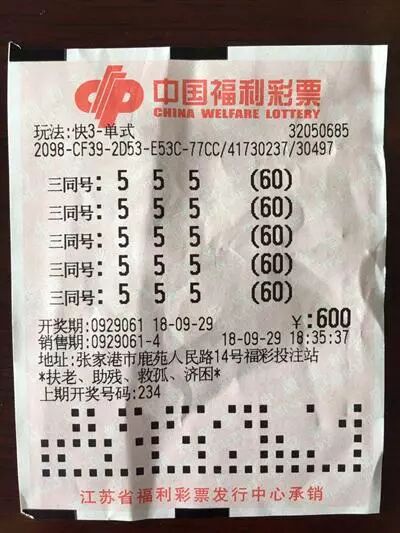 中国福利彩票
CHINA WELFARE LOTTERY
玩法:快3-单式 32050685
2098-CF39-2D53-E53C-77CC/41730237/30497
三同号: 5 5 5 (60)
三同号: 5 5 5 (60)
三同号: 5 5 5 (60)
三同号: 5 5 5 (60)
三同号: 5 5 5 (60)
开奖期:0929061 18-09-29 ¥:600
销售期:0929061-4 18-09-29 18:35:37
地址:张家港市鹿苑人民路14号福彩投注站
*扶老、助残、救孤、济困*
上期开奖号码:234
江苏省福利彩票发行中心承销